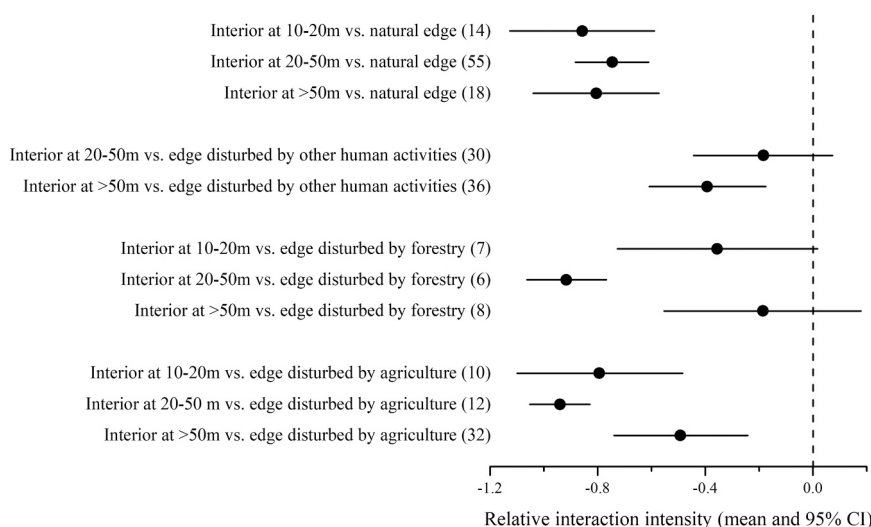 Interior at 10-20m vs. natural edge (14)
Interior at 20-50m vs. natural edge (55)
Interior at >50m vs. natural edge (18)
Interior at 20-50m vs. edge disturbed by other human activities (30)
Interior at >50m vs. edge disturbed by other human activities (36)
Interior at 10-20m vs. edge disturbed by forestry (7)
Interior at 20-50m vs. edge disturbed by forestry (6)
Interior at >50m vs. edge disturbed by forestry (8)
Interior at 10-20m vs. edge disturbed by agriculture (10)
Interior at 20-50 m vs. edge disturbed by agriculture (12)
Interior at >50m vs. edge disturbed by agriculture (32)
-1.2 -0.8 -0.4 0.0
Relative interaction intensity (mean and 95% CI)